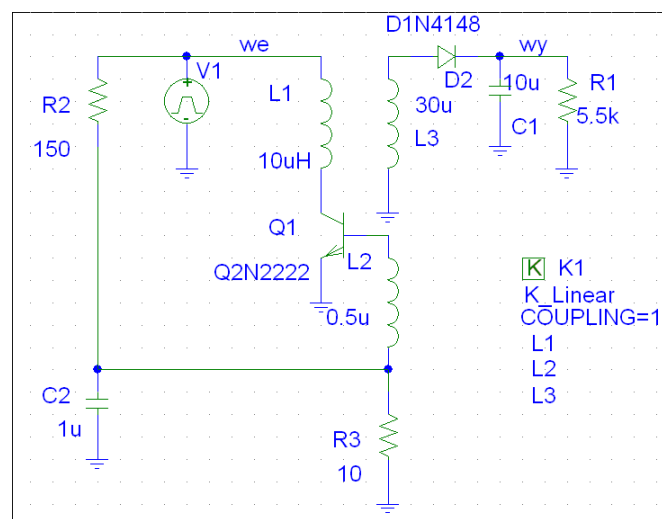 D1N4148
we
wy
V1
D2
R2
L1
10u
R1
30u
5.5k
C1
L3
150
10uH
Q1
L2
Q2N2222
K K1
K_Linear
COUPLING=1
0.5u
L1
L2
L3
C2
1u
R3
10